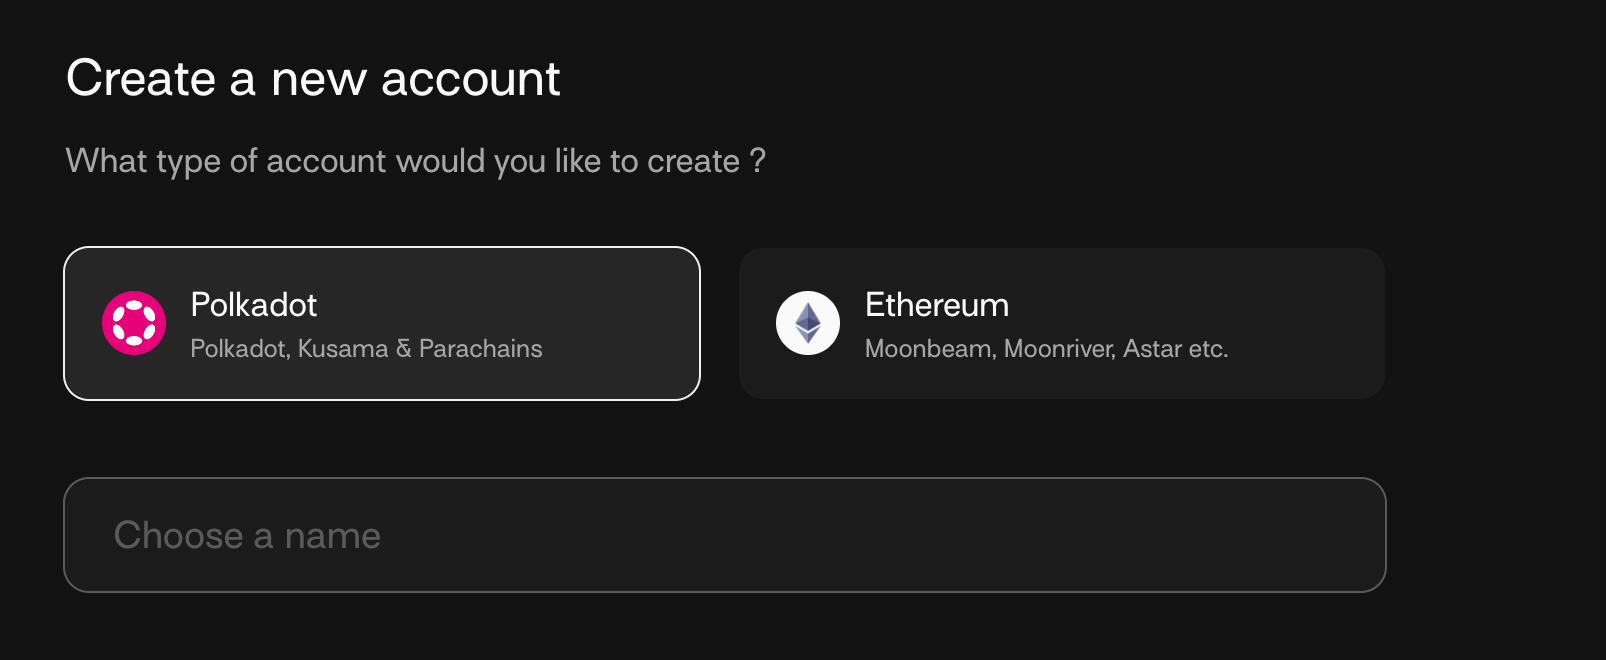 Create a new account
What type of account would you like to create ?
Polkadot
Polkadot, Kusama & Parachains
Ethereum
Moonbeam, Moonriver, Astar etc.
Choose a name